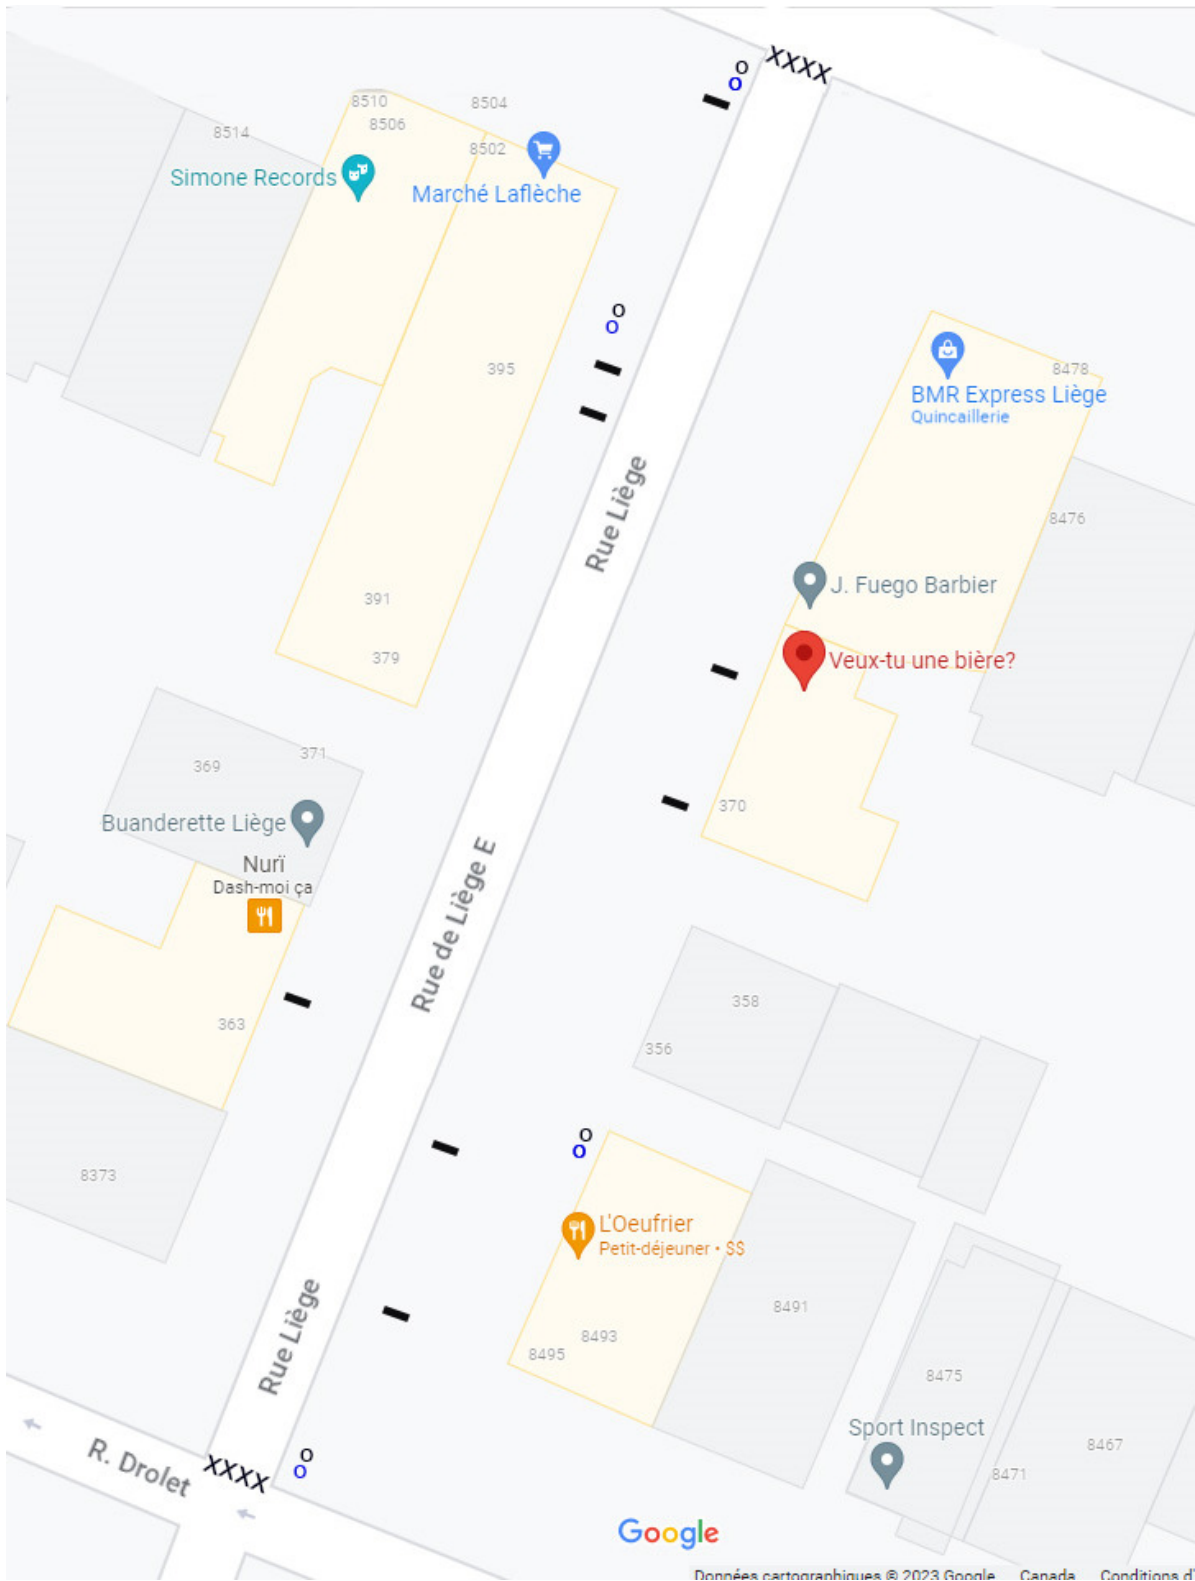 XXXX
o
o
8510
8504
8506
8514
8502
Simone Records
Marché Laflèche
o
o
395
8478
BMR Express Liège
Quincaillerie
Rue Liège
8476
J. Fuego Barbier
391
379
Veux-tu une bière?
371
369
370
Buanderette Liège
Nurï
Dash-moi ça
Rue de Liège E
358
363
356
o
o
8373
L'Oeufrier
Petit-déjeuner • $$
8491
8493
8495
Rue Liège
8475
Sport Inspect
8467
8471
R. Drolet
XXXX
o
o
Google
Données cartographiques © 2023 Google Canada Conditions d'